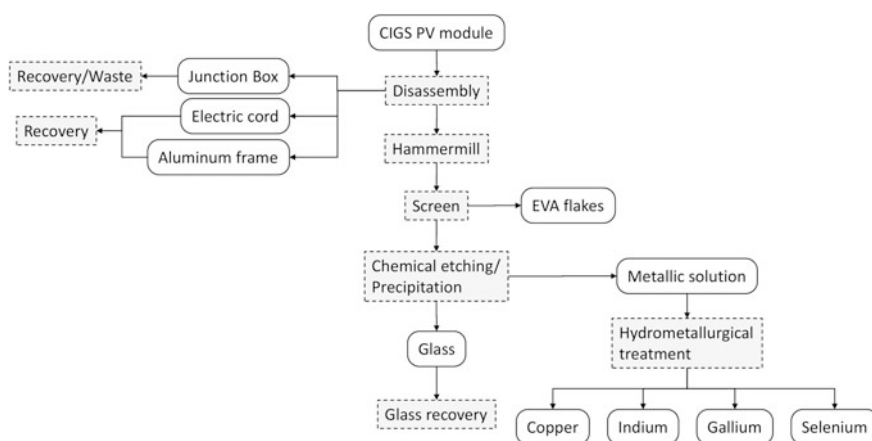 CIGS PV module
Recovery/Waste
Junction Box
Disassembly
Electric cord
Recovery
Aluminum frame
Hammermill
Screen
EVA flakes
Chemical etching/
Precipitation
Metallic solution
Glass
Hydrometallurgical
treatment
Glass recovery
Copper
Indium
Gallium
Selenium